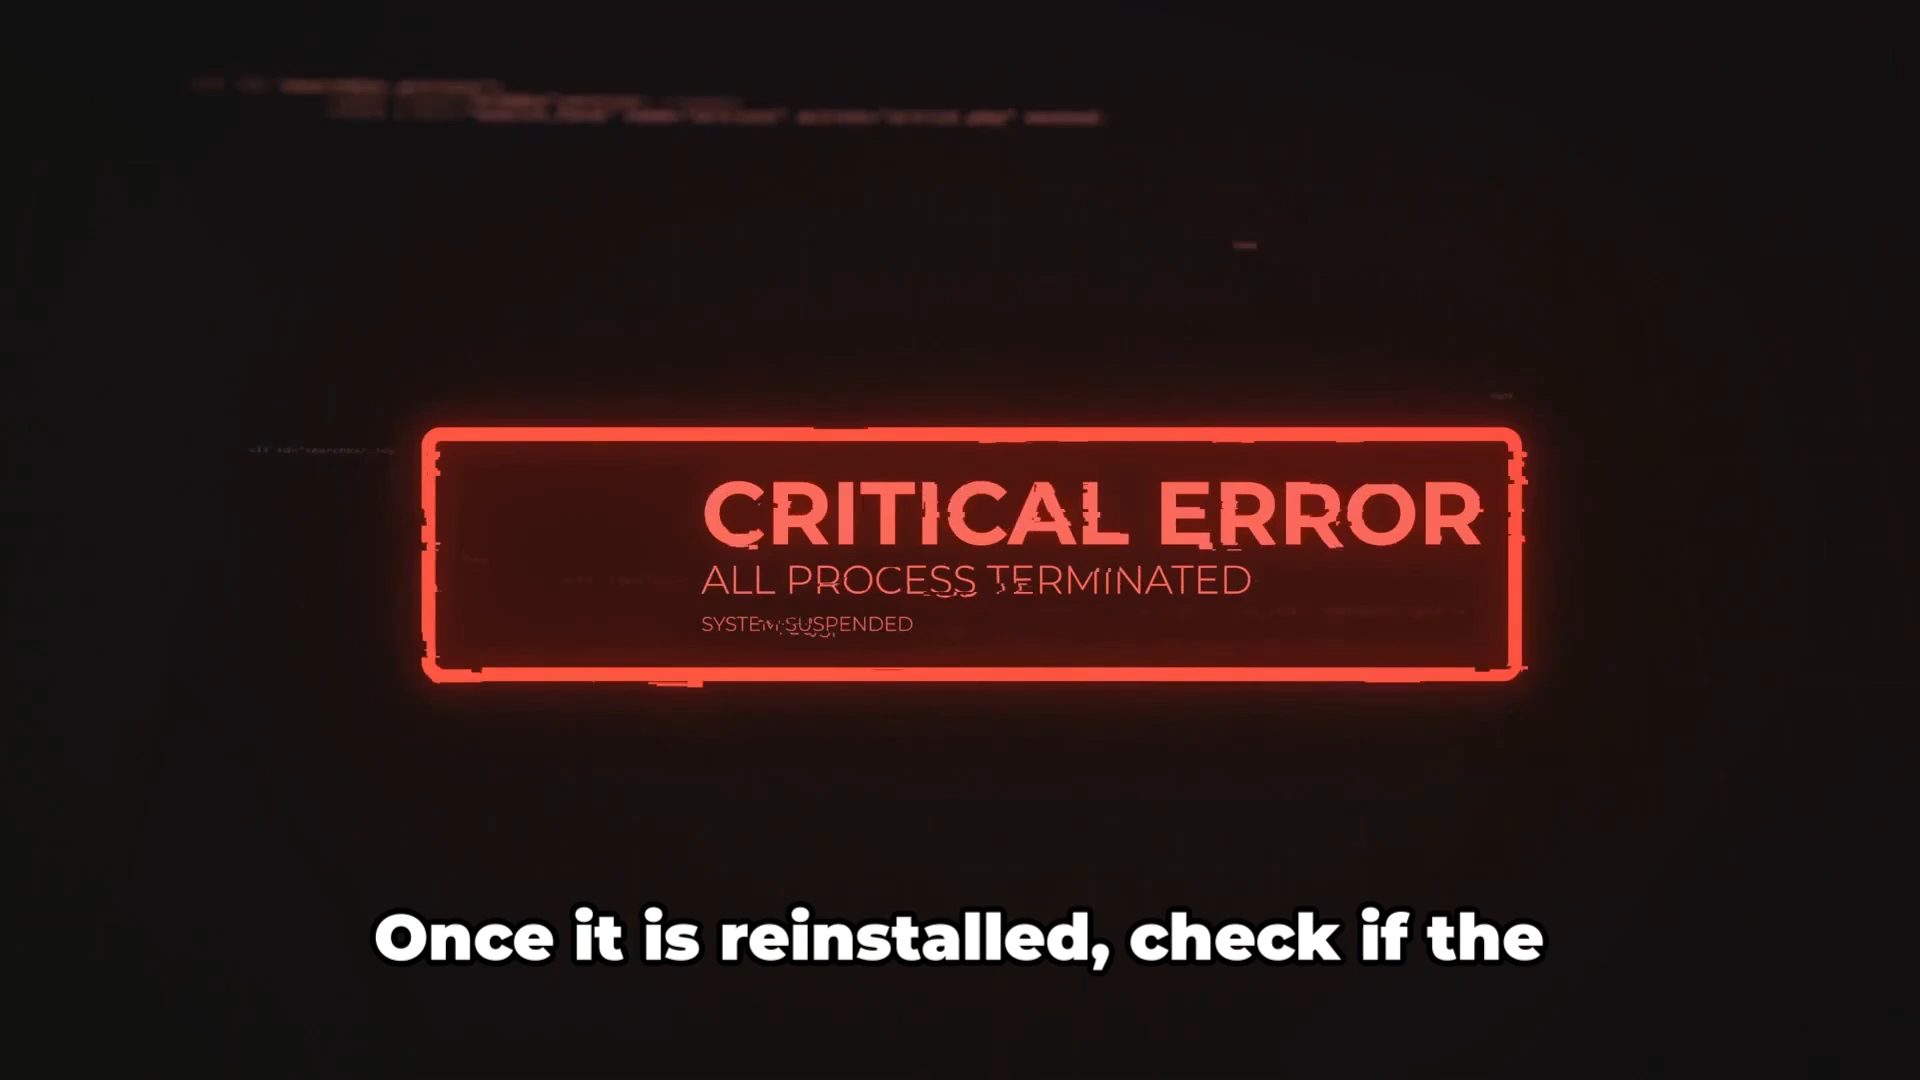 CRITICAL ERROR
ALL PROCESS TERMINATED
SYSTEM SUSPENDED
Once it is reinstalled, check if the